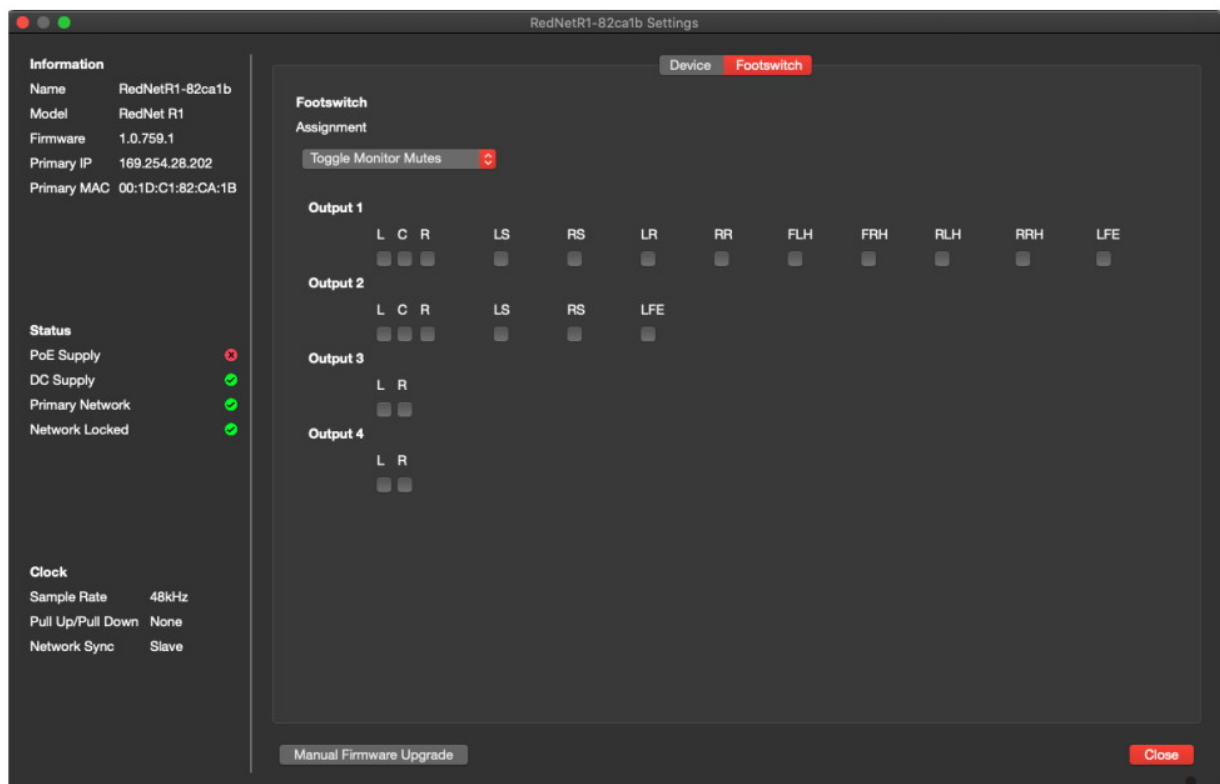 RedNetR1-82ca1b Settings
Information
Name RedNetR1-82ca1b
Model RedNet R1
Firmware 1.0.759.1
Primary IP 169.254.28.202
Primary MAC 00:1D:C1:82:CA:1B
Status
PoE Supply
DC Supply
Primary Network
Network Locked
Clock
Sample Rate 48kHz
Pull Up/Pull Down None
Network Sync Slave
Device Footswitch
Footswitch
Assignment
Toggle Monitor Mutes
Output 1
L C R LS RS LR RR FLH FRH RLH RRH LFE
Output 2
L C R LS RS LFE
Output 3
L R
Output 4
L R
Manual Firmware Upgrade Close